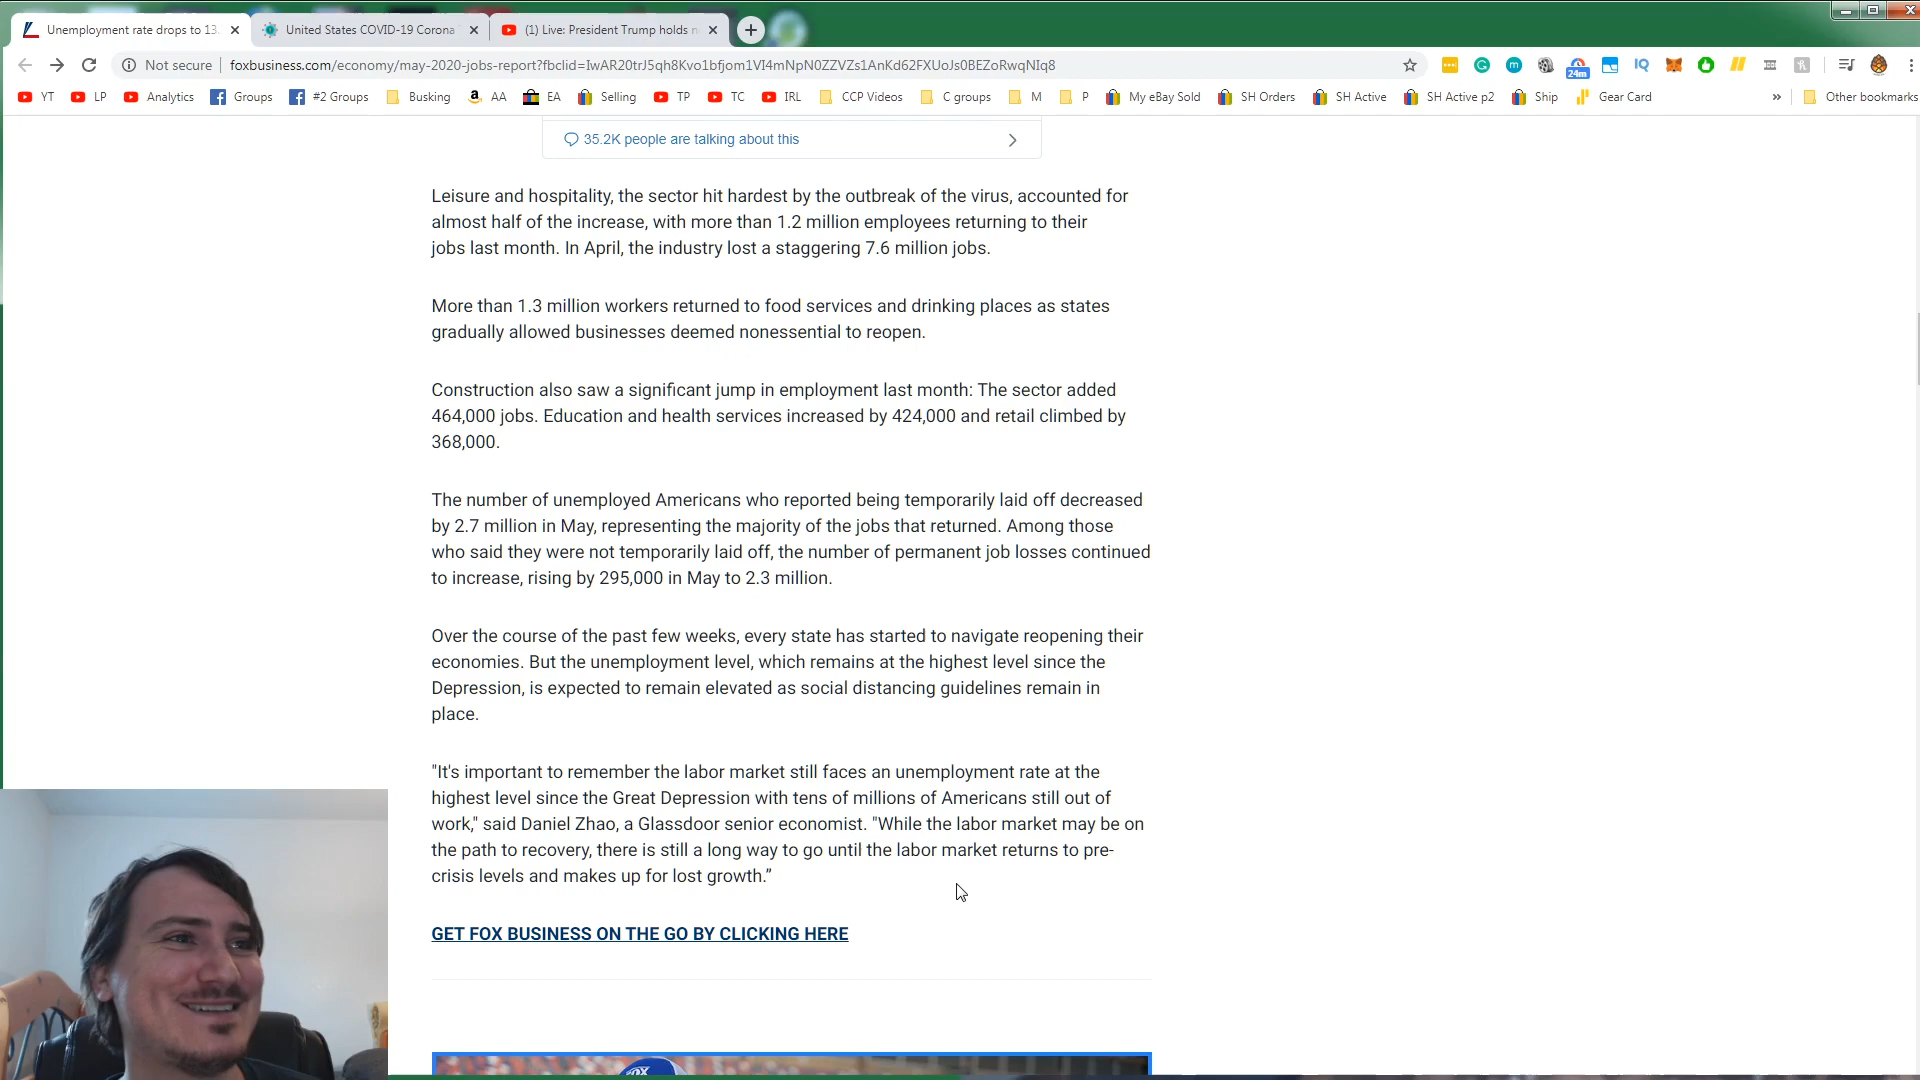 Unemployment rate drops to 13.
United States COVID-19 Corona
(1) Live: President Trump holds n
Not secure
foxbusiness.com/economy/may-2020-jobs-report?fbclid=IwAR20trJ5qh8Kvo1bfjom1VI4mNpN0ZZVZs1AnKd62FXUoJs0BEZoRwqNIq8
24m
YT
LP
Analytics
Groups
#2 Groups
Busking
AA
EA
Selling
TP
TC
IRL
CCP Videos
C groups
M
P
My eBay Sold
SH Orders
SH Active
SH Active p2
Ship
Gear Card
»
Other bookmarks
35.2K people are talking about this
Leisure and hospitality, the sector hit hardest by the outbreak of the virus, accounted for
almost half of the increase, with more than 1.2 million employees returning to their
jobs last month. In April, the industry lost a staggering 7.6 million jobs.
More than 1.3 million workers returned to food services and drinking places as states
gradually allowed businesses deemed nonessential to reopen.
Construction also saw a significant jump in employment last month: The sector added
464,000 jobs. Education and health services increased by 424,000 and retail climbed by
368,000.
The number of unemployed Americans who reported being temporarily laid off decreased
by 2.7 million in May, representing the majority of the jobs that returned. Among those
who said they were not temporarily laid off, the number of permanent job losses continued
to increase, rising by 295,000 in May to 2.3 million.
Over the course of the past few weeks, every state has started to navigate reopening their
economies. But the unemployment level, which remains at the highest level since the
Depression, is expected to remain elevated as social distancing guidelines remain in
place.
"It's important to remember the labor market still faces an unemployment rate at the
highest level since the Great Depression with tens of millions of Americans still out of
work," said Daniel Zhao, a Glassdoor senior economist. "While the labor market may be on
the path to recovery, there is still a long way to go until the labor market returns to pre-
crisis levels and makes up for lost growth.”
GET FOX BUSINESS ON THE GO BY CLICKING HERE
FOX